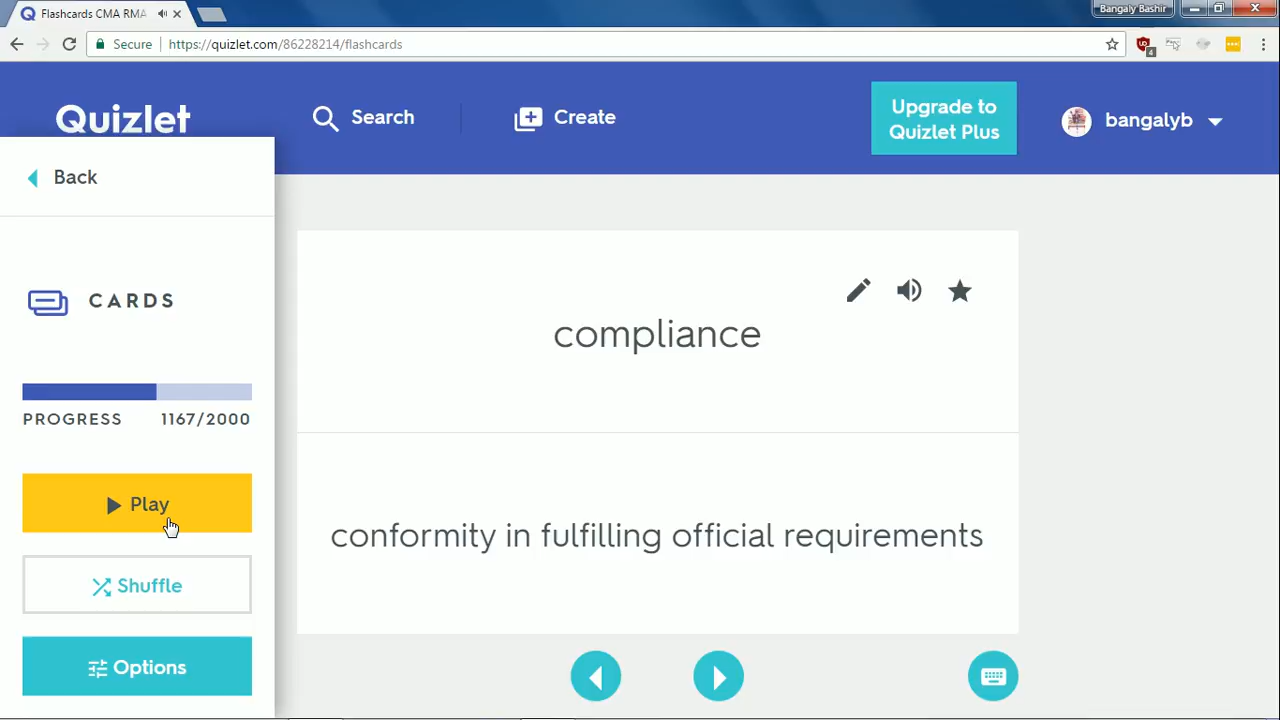 Flashcards CMA RMA
Bangaly Bashir
Secure
https://quizlet.com/86228214/flashcards
4
Quizlet
Search
Create
Upgrade to
Quizlet Plus
bangalyb
Back
CARDS
PROGRESS 1167/2000
Play
Shuffle
Options
compliance
conformity in fulfilling official requirements